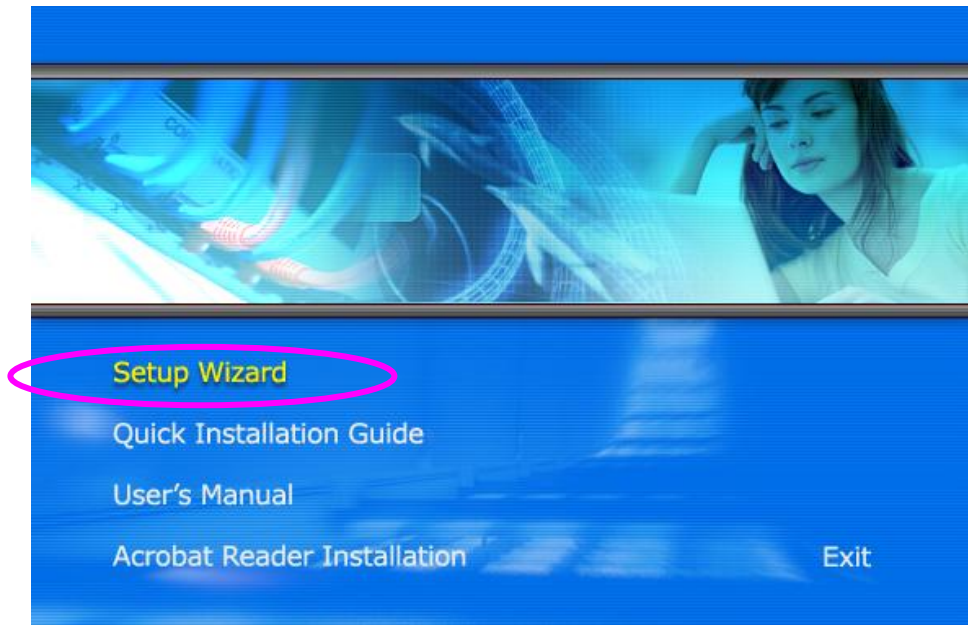 Setup Wizard
Quick Installation Guide
User's Manual
Acrobat Reader Installation
Exit